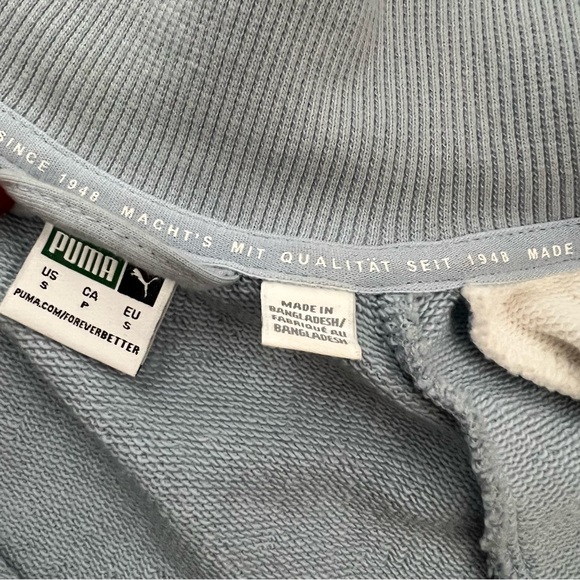 SINCE 1948 MACHT'S MIT QUALITÄT SEIT 1948 MADE
PUMA
US CA EU
S P S
PUMA.COM/FOREVERBETTER
MADE IN
BANGLADESH/
FABRIQUÉ AU
BANGLADESH